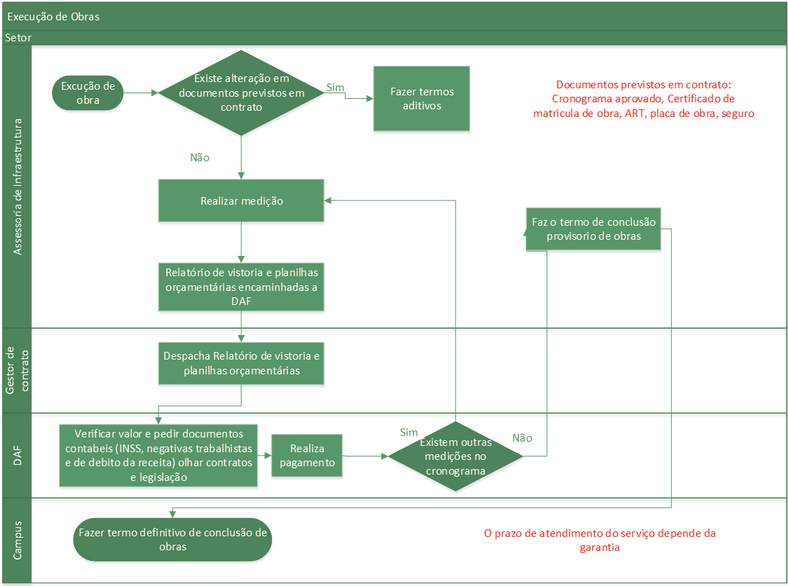 Execução de Obras
Setor
Assessoria de Infraestrutura
Excução de
obra
Existe alteração em
documentos previstos em
contrato
Sim
Fazer termos
aditivos
Documentos previstos em contrato:
Cronograma aprovado, Certificado de
matricula de obra, ART, placa de obra, seguro
Não
Realizar medição
Faz o termo de conclusão
provisorio de obras
Relatório de vistoria e planilhas
orçamentárias encaminhadas a
DAF
Gestor de
contrato
Despacha Relatório de vistoria e
planilhas orçamentárias
DAF
Verificar valor e pedir documentos
contabeis (INSS, negativas trabalhistas
e de debito da receita) olhar contratos
e legislação
Realiza
pagamento
Sim
Existem outras
medições no
cronograma
Não
Campus
Fazer termo definitivo de conclusão de
obras
O prazo de atendimento do serviço depende da
garantia